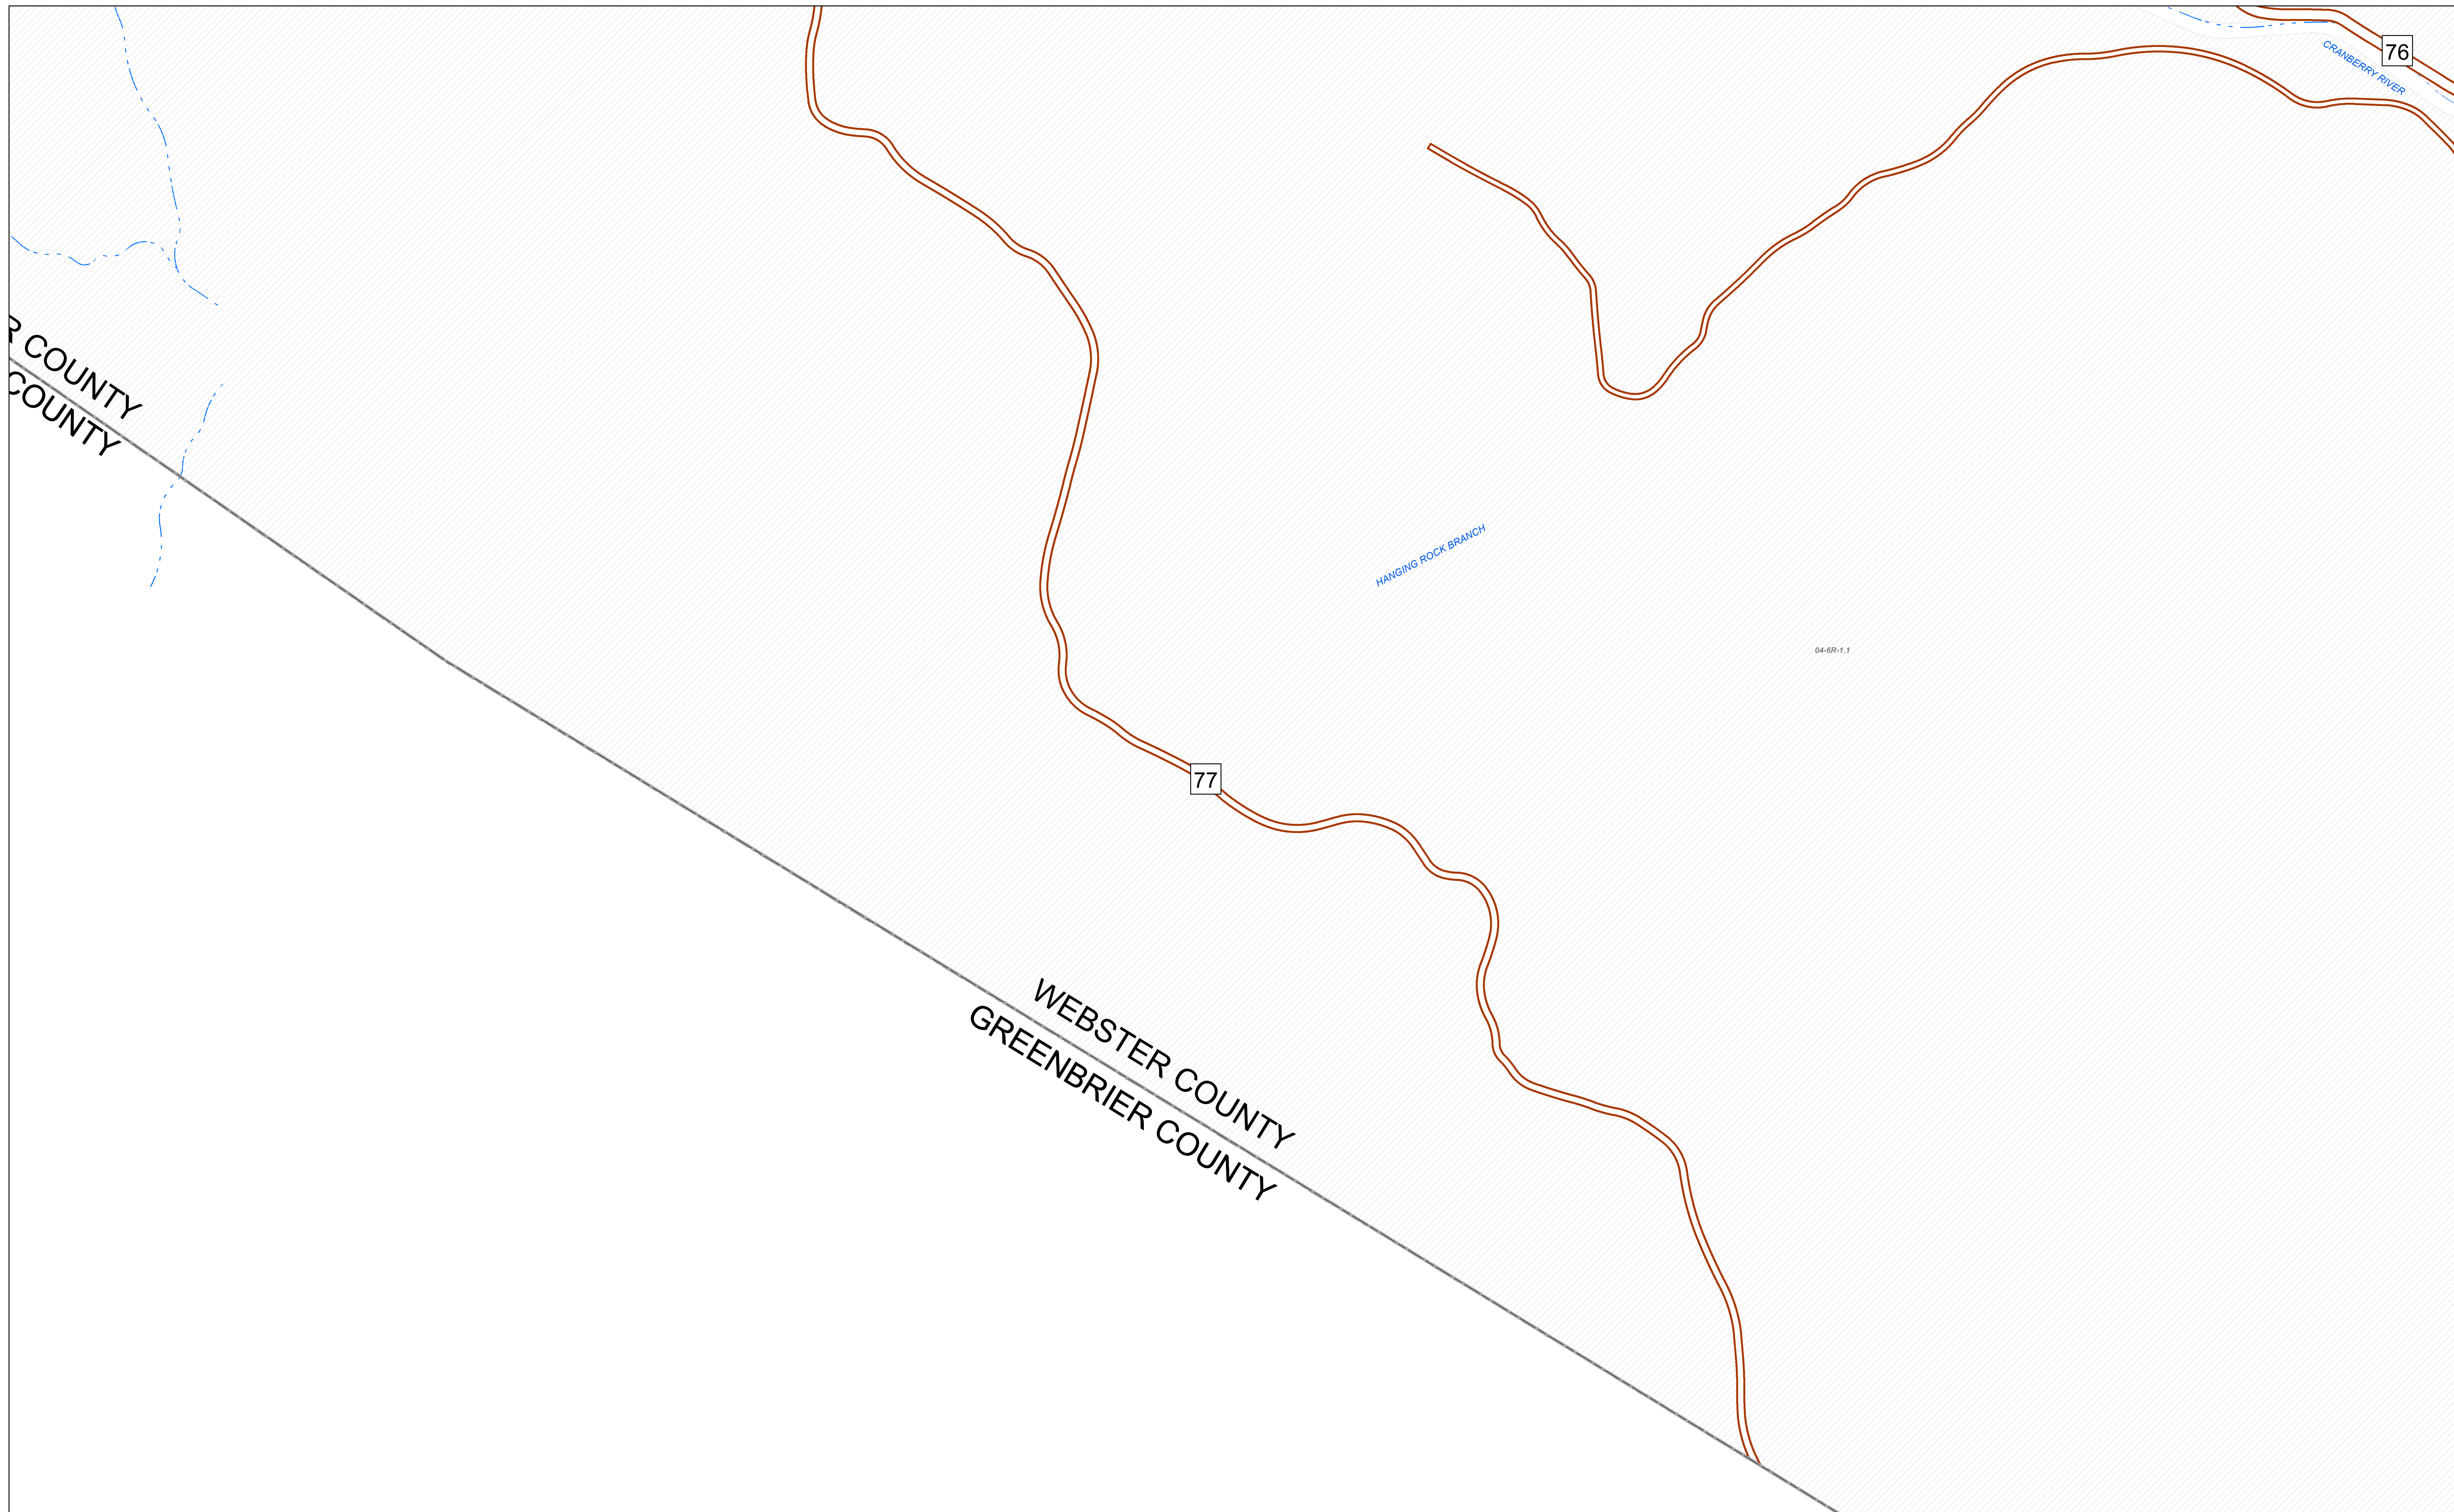 76
CRANBERRY RIVER
R COUNTY
COUNTY
HANGING ROCK BRANCH
04-6R-1.1
77
WEBSTER COUNTY
GREENBRIER COUNTY